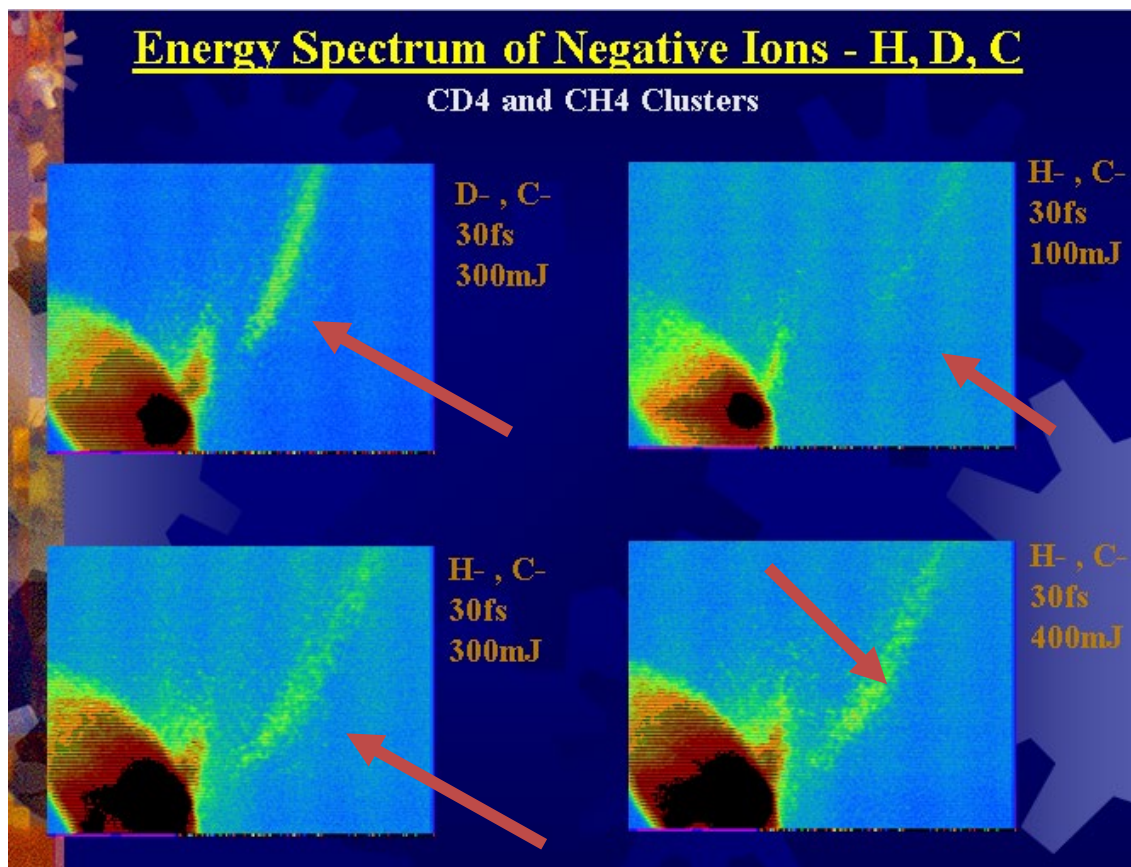 Energy Spectrum of Negative Ions - H, D, C
CD4 and CH4 Clusters
D- , C-
30fs
300mJ
H- , C-
30fs
100mJ
H- , C-
30fs
300mJ
H- , C-
30fs
400mJ